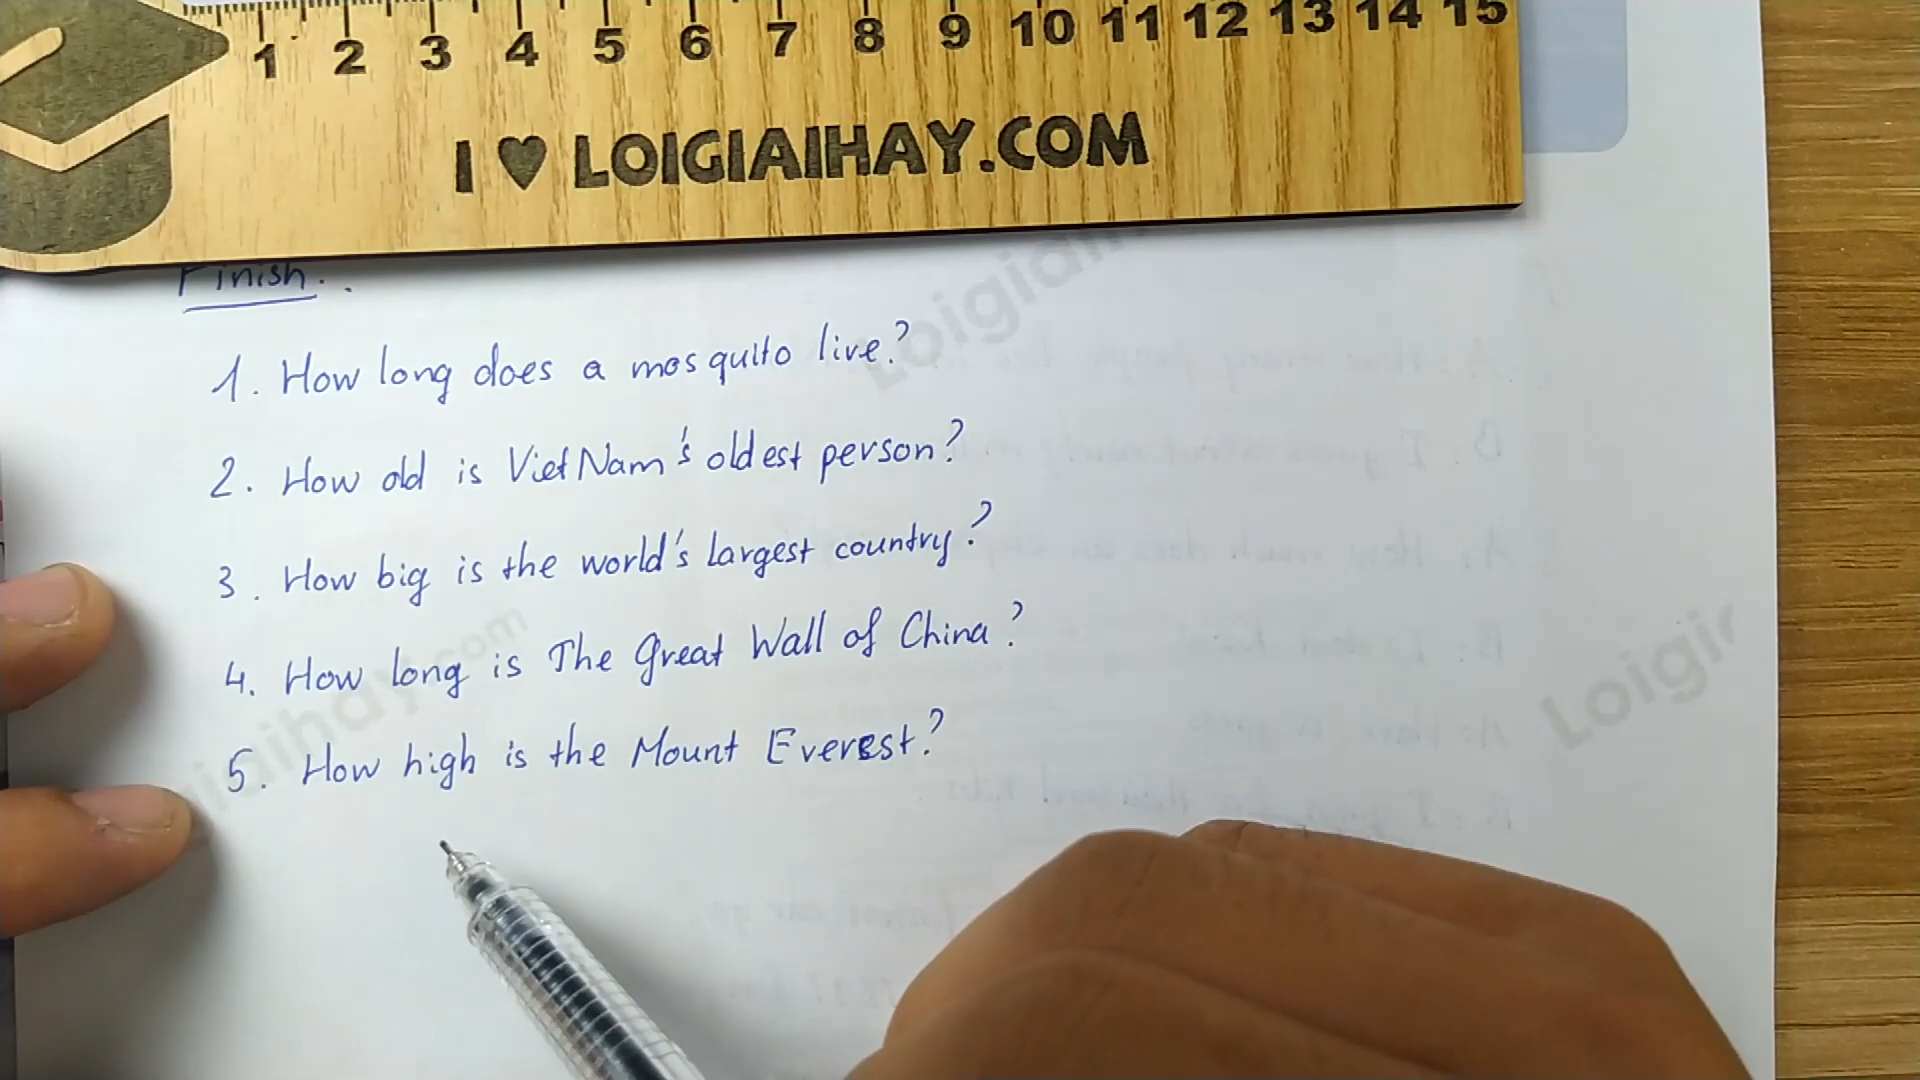 1 2 3 4 5 6 7 8 9 10 11 12 13 14 15
I ♥ LOIGIAIHAY.COM
Finish.
1. How long does a mosquito live?
2. How old is Viet Nam's oldest person?
3. How big is the world's largest country?
4. How long is The Great Wall of China?
5. How high is the Mount Everest?